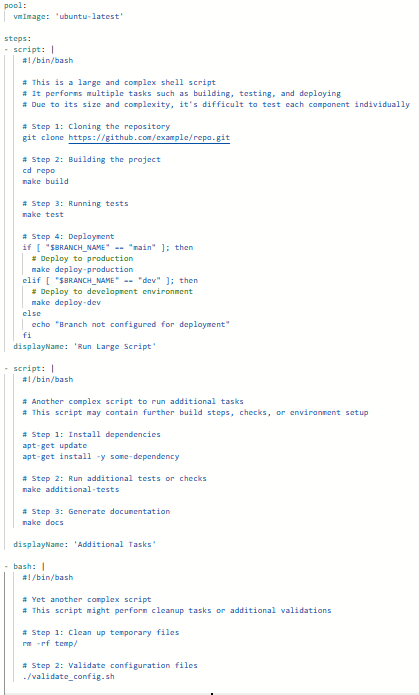 pool:
vmImage: 'ubuntu-latest'
steps:
- script: |
#!/bin/bash
# This is a large and complex shell script
# It performs multiple tasks such as building, testing, and deploying
# Due to its size and complexity, it's difficult to test each component individually
# Step 1: Cloning the repository
git clone https://github.com/example/repo.git
# Step 2: Building the project
cd repo
make build
# Step 3: Running tests
make test
# Step 4: Deployment
if [ "$BRANCH_NAME" == "main" ]; then
# Deploy to production
make deploy-production
elif [ "$BRANCH_NAME" == "dev" ]; then
# Deploy to development environment
make deploy-dev
else
echo "Branch not configured for deployment"
fi
displayName: 'Run Large Script'
- script: |
#!/bin/bash
# Another complex script to run additional tasks
# This script may contain further build steps, checks, or environment setup
# Step 1: Install dependencies
apt-get update
apt-get install -y some-dependency
# Step 2: Run additional tests or checks
make additional-tests
# Step 3: Generate documentation
make docs
displayName: 'Additional Tasks'
- bash: |
#!/bin/bash
# Yet another complex script
# This script might perform cleanup tasks or additional validations
# Step 1: Clean up temporary files
rm -rf temp/
# Step 2: Validate configuration files
./validate_config.sh